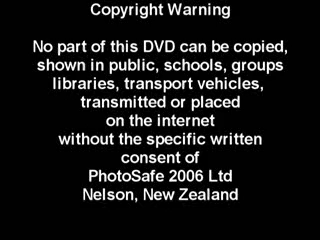 Copyright Warning
No part of this DVD can be copied,
shown in public, schools, groups
libraries, transport vehicles,
transmitted or placed
on the internet
without the specific written
consent of
PhotoSafe 2006 Ltd
Nelson, New Zealand